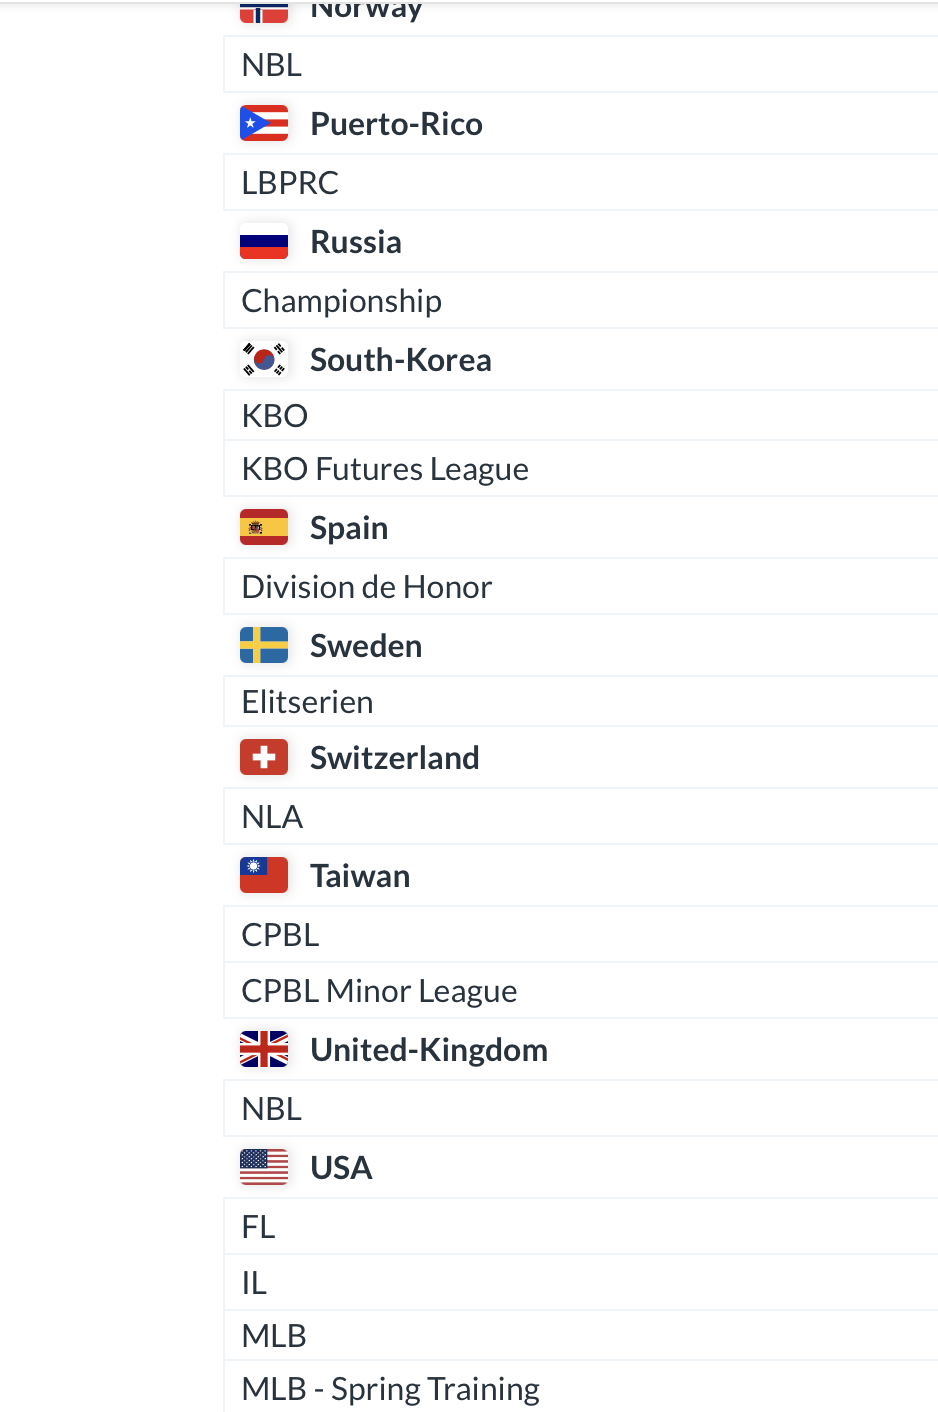 Norway
NBL
Puerto-Rico
LBPRC
Russia
Championship
South-Korea
KBO
KBO Futures League
Spain
Division de Honor
Sweden
Elitserien
Switzerland
NLA
Taiwan
CPBL
CPBL Minor League
United-Kingdom
NBL
USA
FL
IL
MLB
MLB - Spring Training